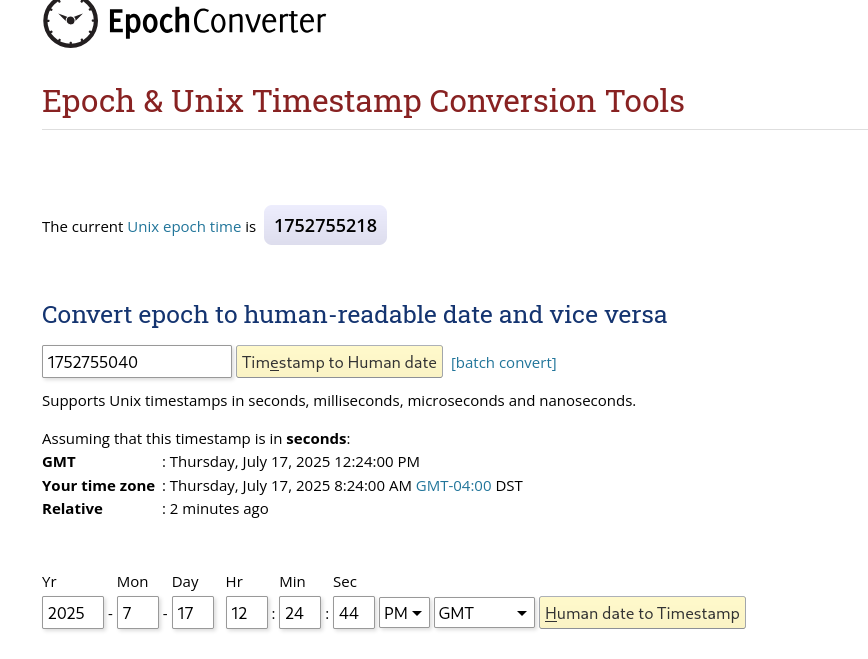 EpochConverter
Epoch & Unix Timestamp Conversion Tools
The current Unix epoch time is 1752755218
Convert epoch to human-readable date and vice versa
1752755040 Timestamp to Human date [batch convert]
Supports Unix timestamps in seconds, milliseconds, microseconds and nanoseconds.
Assuming that this timestamp is in seconds:
GMT : Thursday, July 17, 2025 12:24:00 PM
Your time zone : Thursday, July 17, 2025 8:24:00 AM GMT-04:00 DST
Relative : 2 minutes ago
Yr Mon Day Hr Min Sec
2025 - 7 - 17 12 : 24 : 44 PM GMT Human date to Timestamp